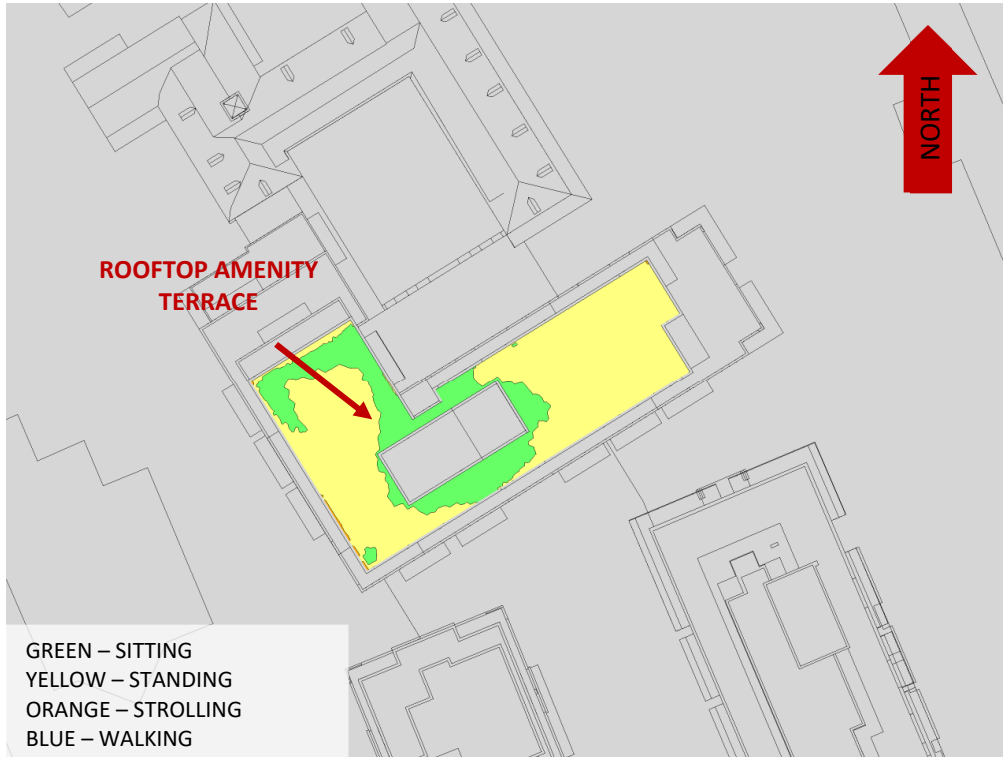 NORTH
ROOFTOP AMENITY
TERRACE
GREEN – SITTING
YELLOW – STANDING
ORANGE – STROLLING
BLUE – WALKING